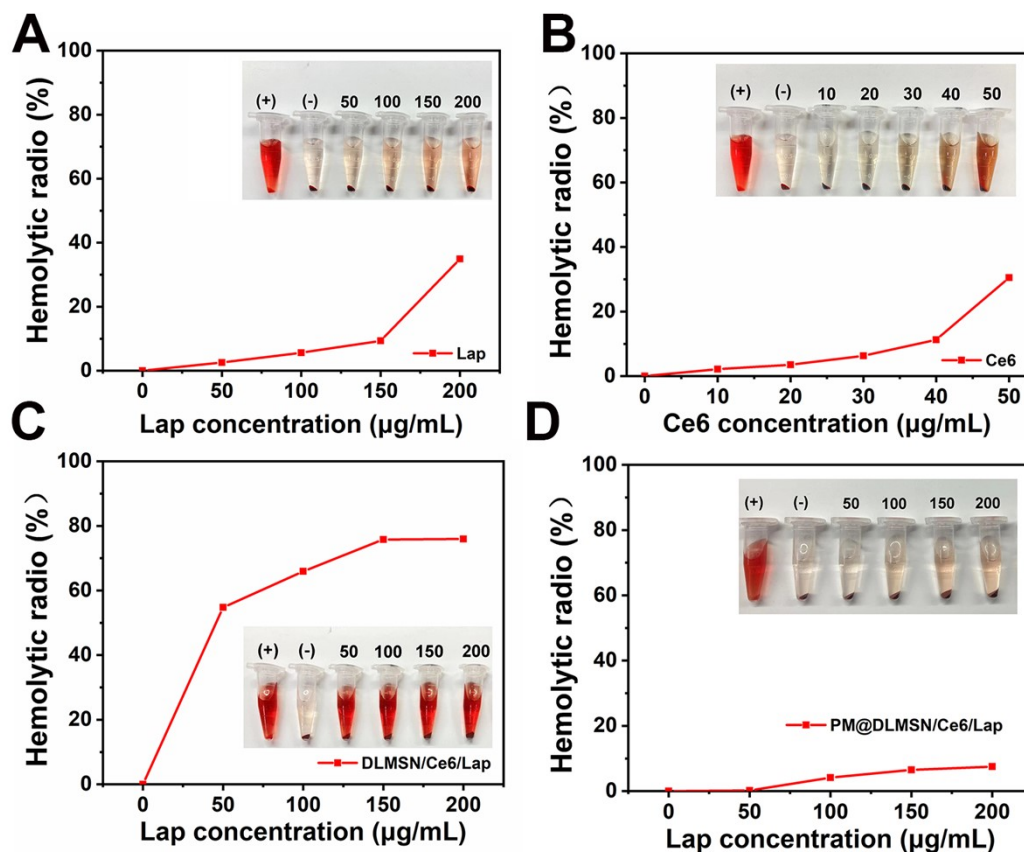 A
Hemolytic radio (%)
100
80
60
40
20
0
(+) (-) 50 100 150 200
Lap
0 50 100 150 200
Lap concentration (µg/mL)
B
Hemolytic radio (%)
100
80
60
40
20
0
(+) (-) 10 20 30 40 50
Ce6
0 10 20 30 40 50
Ce6 concentration (µg/mL)
C
Hemolytic radio (%)
100
80
60
40
20
0
(+) (-) 50 100 150 200
DLMSN/Ce6/Lap
0 50 100 150 200
Lap concentration (µg/mL)
D
Hemolytic radio (%)
100
80
60
40
20
0
(+) (-) 50 100 150 200
PM@DLMSN/Ce6/Lap
0 50 100 150 200
Lap concentration (µg/mL)